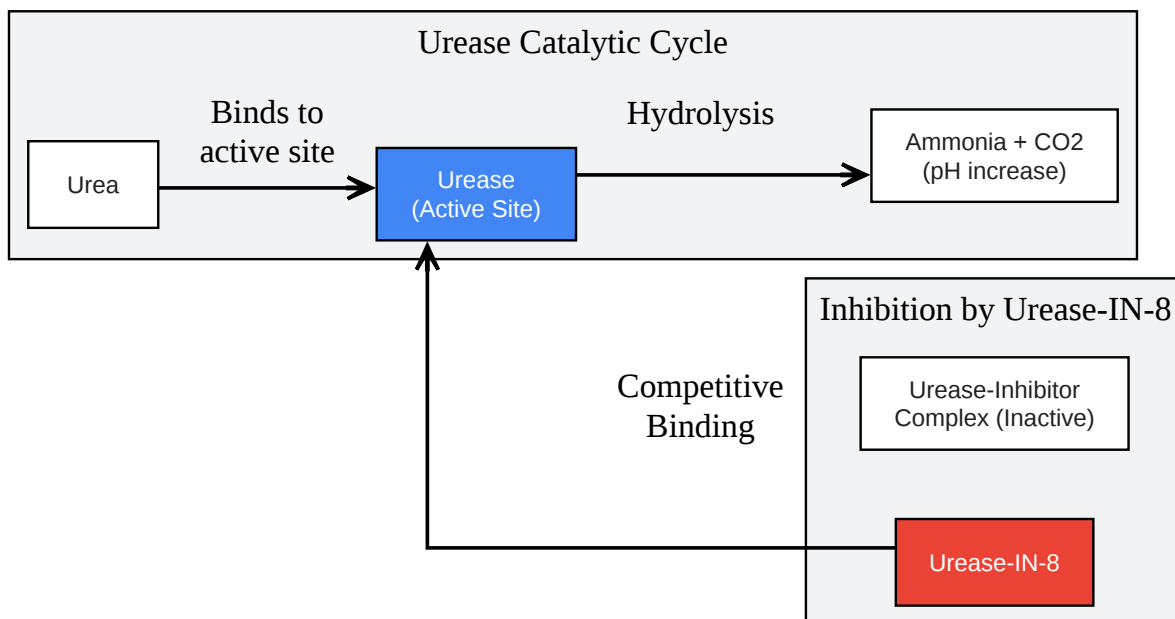 Urease Catalytic Cycle
Binds to
active site
Hydrolysis
Urea
Urease
(Active Site)
Ammonia + CO2
(pH increase)
Inhibition by Urease-IN-8
Competitive
Binding
Urease-Inhibitor
Complex (Inactive)
Urease-IN-8